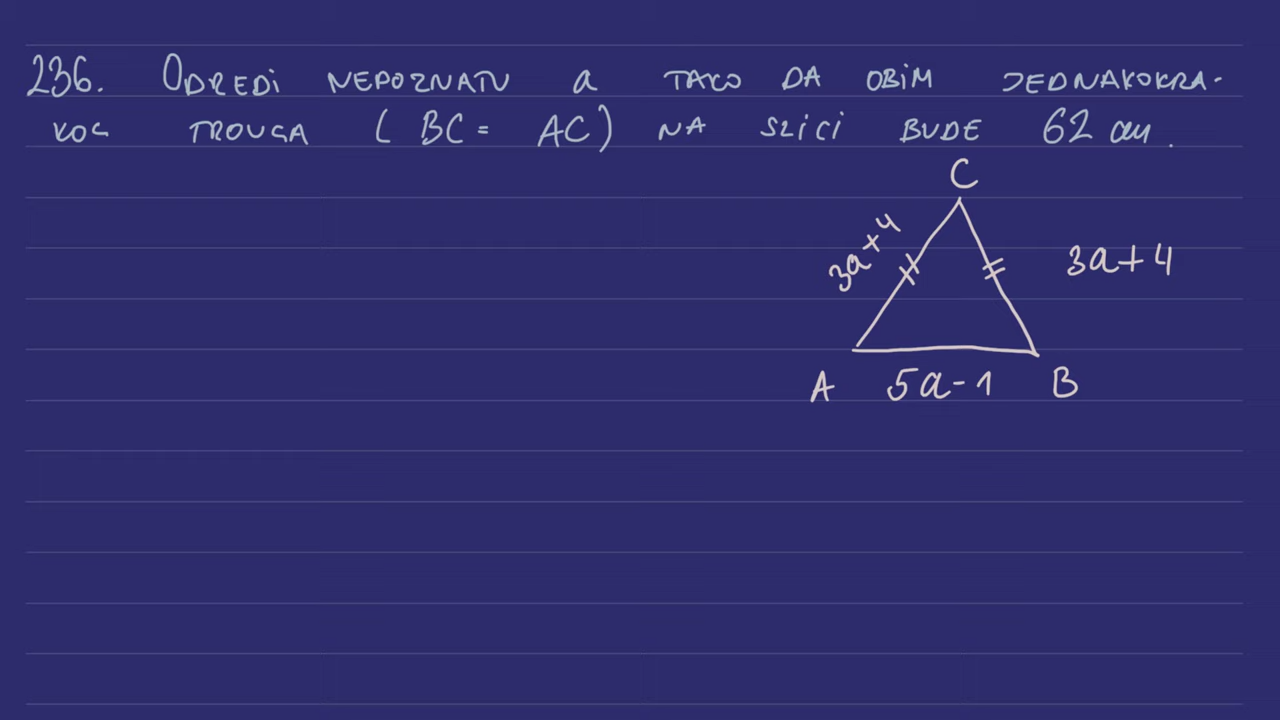 236. ODREDI NEPOZNATU a TAKO DA OBIM JEDNAKOKRA-
KOG TROUGA ( BC = AC) NA SLICI BUDE 62 cm.
C
3a+4 3a+4
A 5a-1 B